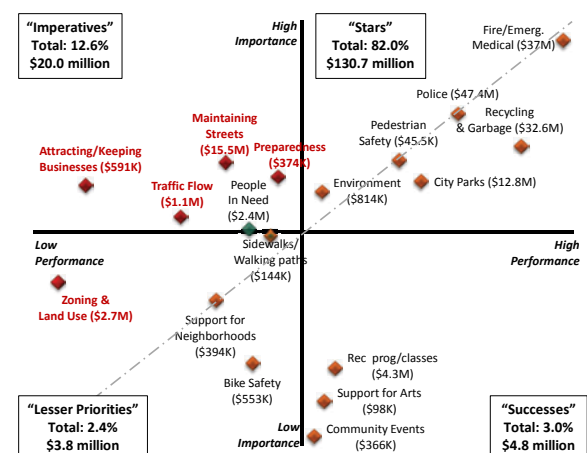 “Imperatives”
Total: 12.6%
$20.0 million
High
Importance
“Stars”
Total: 82.0%
$130.7 million
Fire/Emerg.
Medical ($37M)
Police ($47.4M)
Recycling
& Garbage ($32.6M)
Pedestrian
Safety ($45.5K)
Maintaining
Streets
($15.5M)
Preparedness
($374K)
Attracting/Keeping
Businesses ($591K)
Traffic Flow
($1.1M)
People
In Need
($2.4M)
Environment
($814K)
City Parks ($12.8M)
Low
Performance
High
Performance
Sidewalks/
Walking paths
($144K)
Zoning &
Land Use ($2.7M)
Support for
Neighborhoods
($394K)
Bike Safety
($553K)
Rec prog/classes
($4.3M)
Support for Arts
($98K)
Community Events
($366K)
“Lesser Priorities”
Total: 2.4%
$3.8 million
Low
Importance
“Successes”
Total: 3.0%
$4.8 million